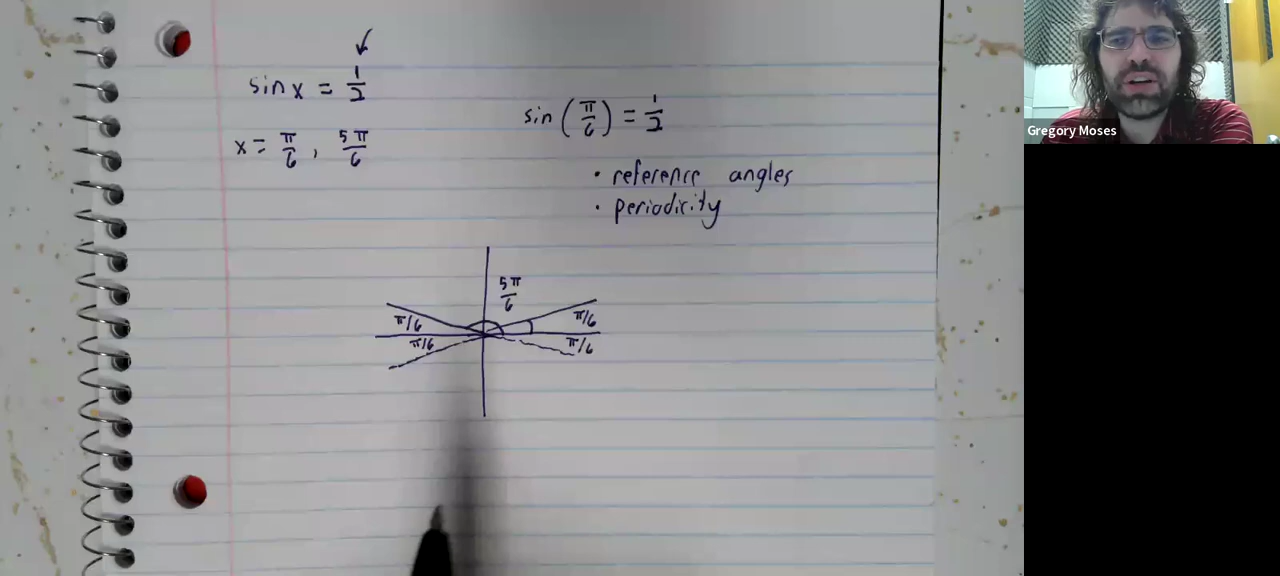 sin x = 1/2
sin (π/6) = 1/2
x = π/6, 5π/6
• reference angles
• periodicity
5π/6
π/6 π/6
π/6 π/6
Gregory Moses